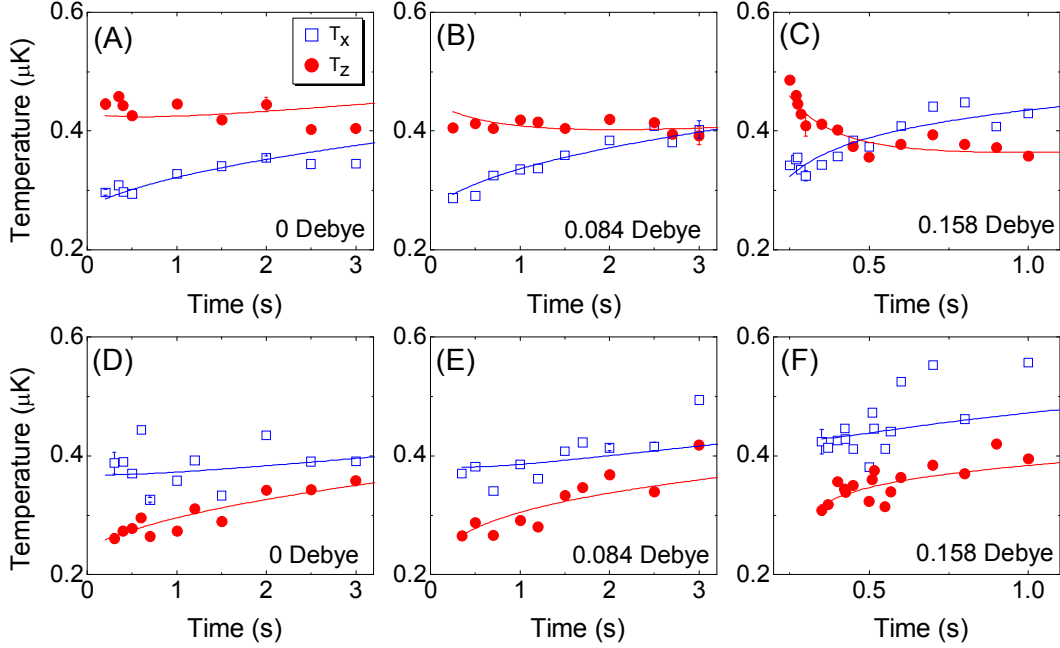 (A)
Tx
Tz
0 Debye
0.6
0.4
0.2
0 1 2 3
Temperature (μK)
Time (s)
(B)
0.084 Debye
0.6
0.4
0.2
0 1 2 3
Time (s)
(C)
0.158 Debye
0.6
0.4
0.2
0.5 1.0
Time (s)
(D)
0 Debye
0.6
0.4
0.2
0 1 2 3
Temperature (μK)
Time (s)
(E)
0.084 Debye
0.6
0.4
0.2
0 1 2 3
Time (s)
(F)
0.158 Debye
0.6
0.4
0.2
0.5 1.0
Time (s)